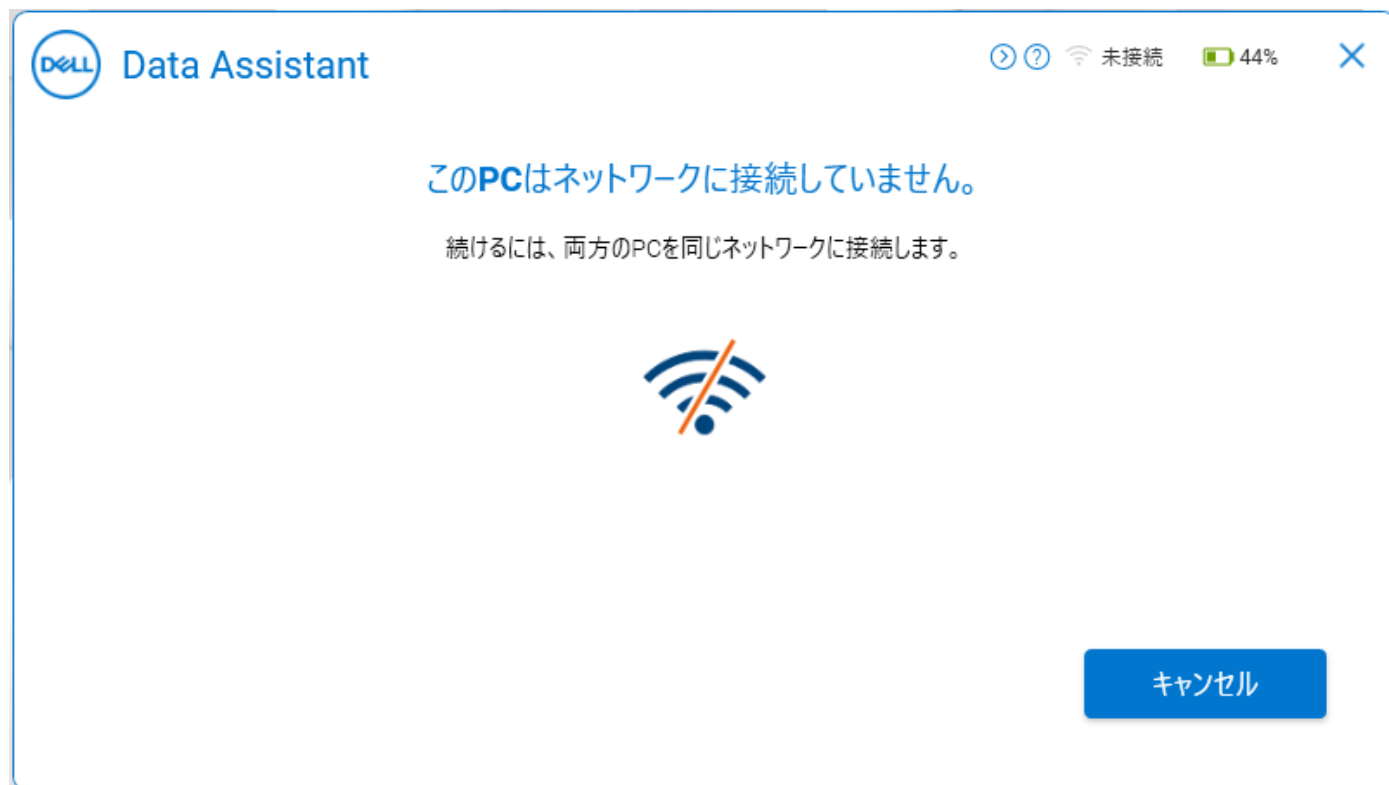 DELL Data Assistant 未接続 44%
このPCはネットワークに接続していません。
続けるには、両方のPCを同じネットワークに接続します。
キャンセル